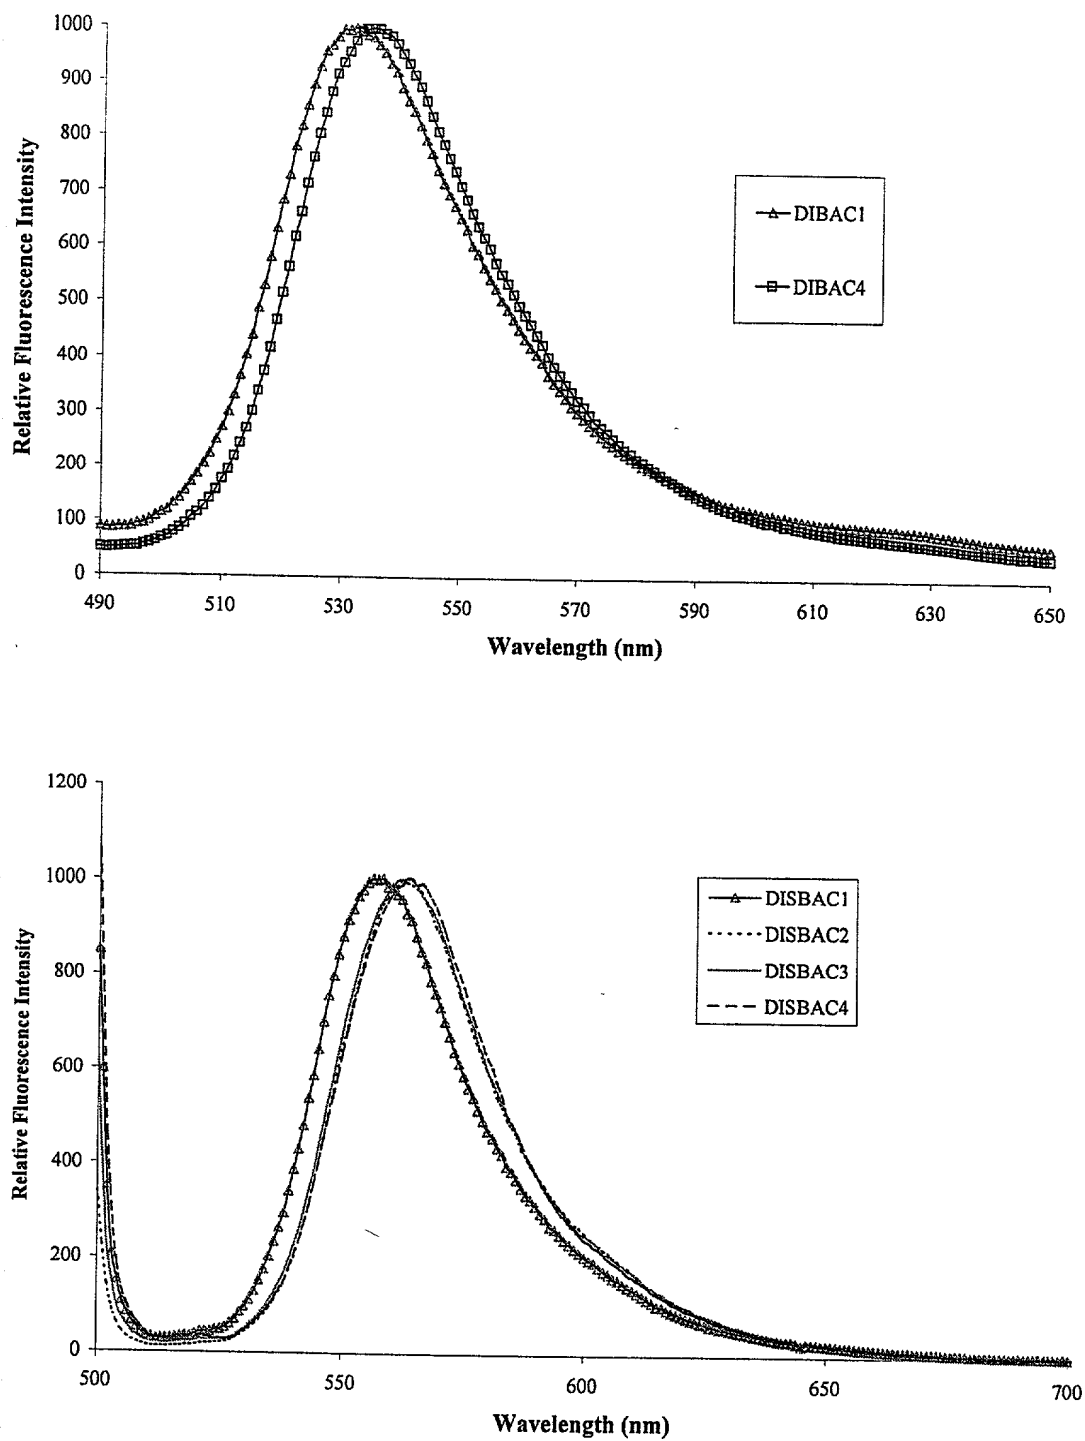 1000
900
800
700
600
500
400
300
200
100
0
Relative Fluorescence Intensity
DIBAC1
DIBAC4
490 510 530 550 570 590 610 630 650
Wavelength (nm)
1200
1000
800
600
400
200
0
Relative Fluorescence Intensity
DISBAC1
DISBAC2
DISBAC3
DISBAC4
500 550 600 650 700
Wavelength (nm)